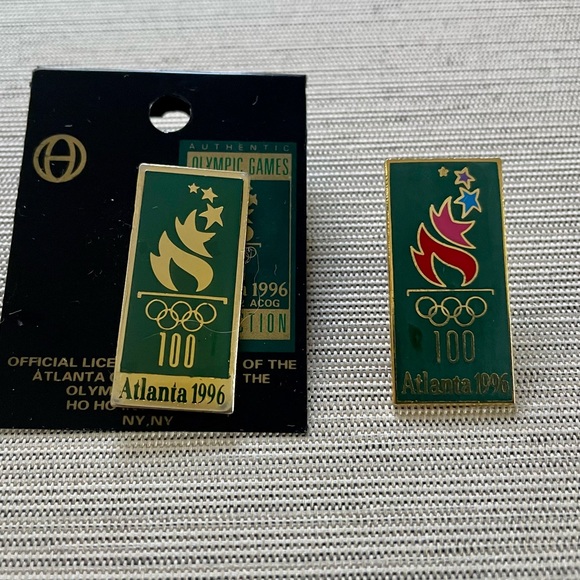 AUTHENTIC
OLYMPIC GAMES
1996
ACOG
TION
100
Atlanta 1996
OFFICIAL LICE OF THE
ATLANTA THE
OLYM
HO HO
NY, NY
100
Atlanta 1996